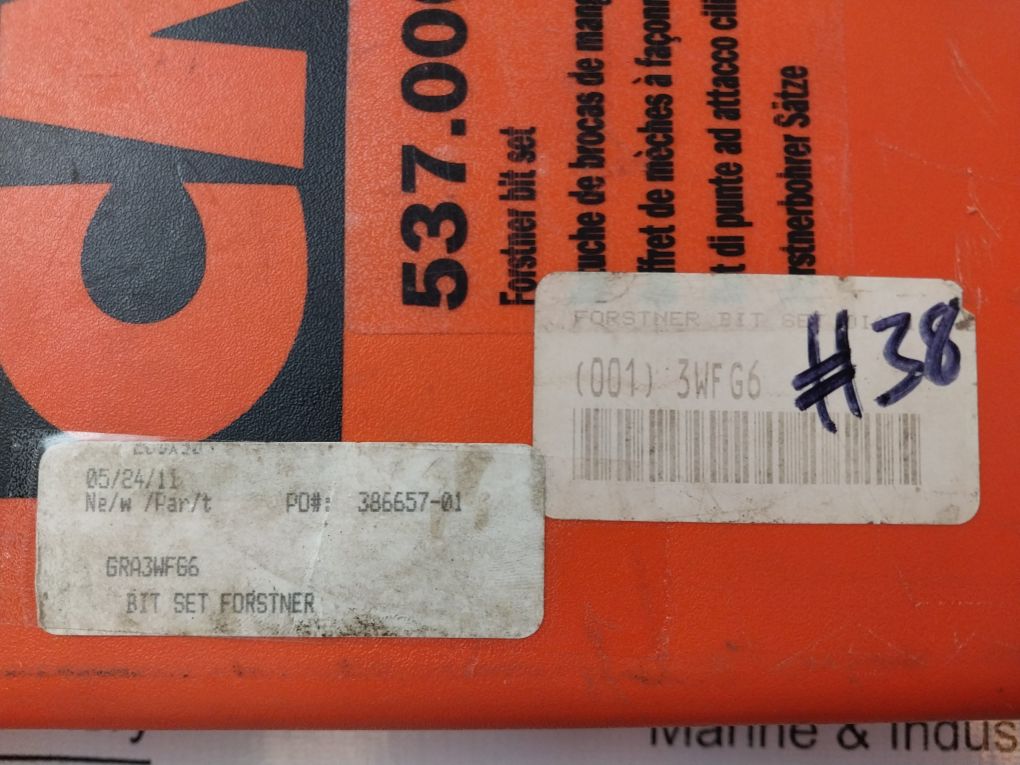 537.00
Forstner bit set
uche de brocas de mang
ffret de mèches à façonn
t di punte ad attacco cili
rstnerbohrer Sätze
FORSTNER BIT SET
(001) 3WFG6
#38
05/24/11
Ne/w /Par/t PO#: 386657-01
GRA3WFG6
BIT SET FORSTNER
Marine & Indus